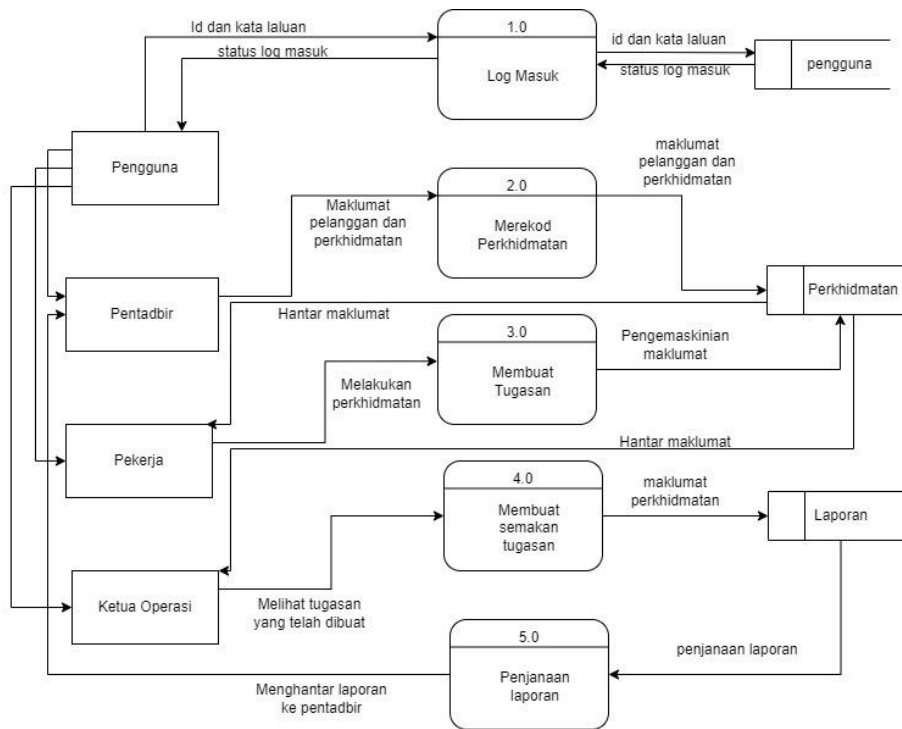 Id dan kata laluan
1.0
id dan kata laluan
status log masuk
Log Masuk
status log masuk
pengguna
Pengguna
maklumat
pelanggan dan
perkhidmatan
2.0
Maklumat
pelanggan dan
perkhidmatan
Merekod
Perkhidmatan
Perkhidmatan
Pentadbir
Hantar maklumat
3.0
Pengemaskinian
maklumat
Membuat
Tugasan
Melakukan
perkhidmatan
Pekerja
Hantar maklumat
4.0
maklumat
perkhidmatan
Membuat
semakan
tugasan
Laporan
Ketua Operasi
Melihat tugasan
yang telah dibuat
5.0
penjanaan laporan
Penjanaan
laporan
Menghantar laporan
ke pentadbir